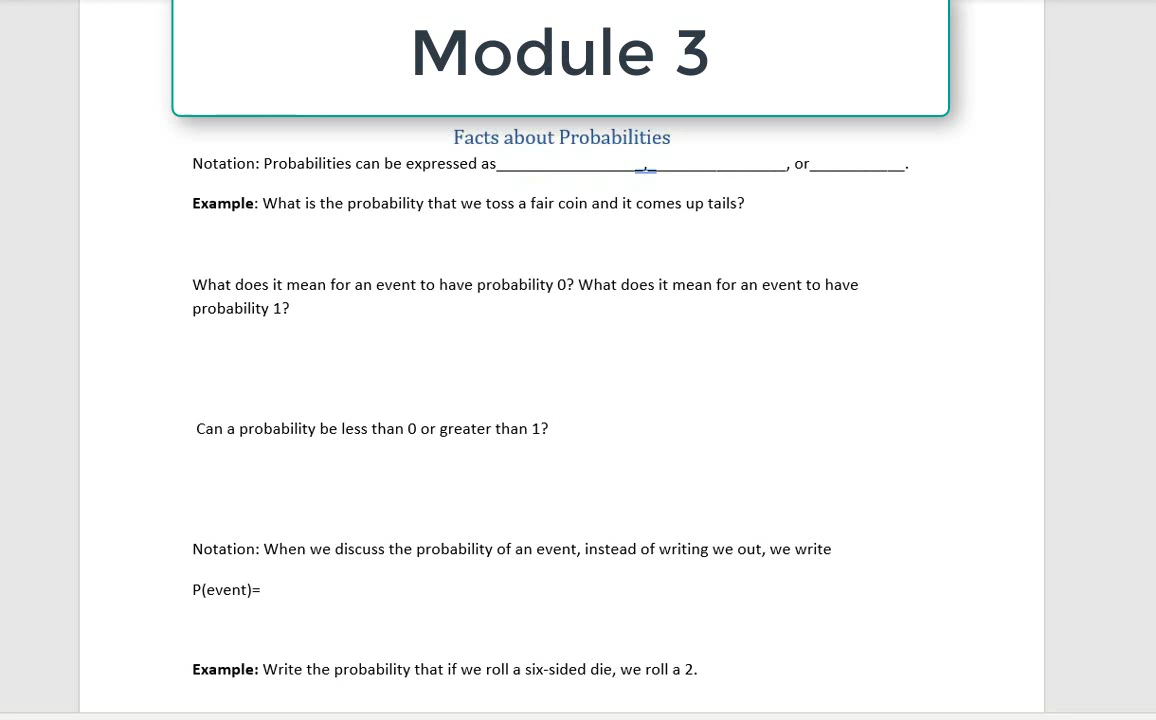 Module 3
Facts about Probabilities
Notation: Probabilities can be expressed as________________,________________, or___________.
Example: What is the probability that we toss a fair coin and it comes up tails?
What does it mean for an event to have probability 0? What does it mean for an event to have
probability 1?
Can a probability be less than 0 or greater than 1?
Notation: When we discuss the probability of an event, instead of writing we out, we write
P(event)=
Example: Write the probability that if we roll a six-sided die, we roll a 2.